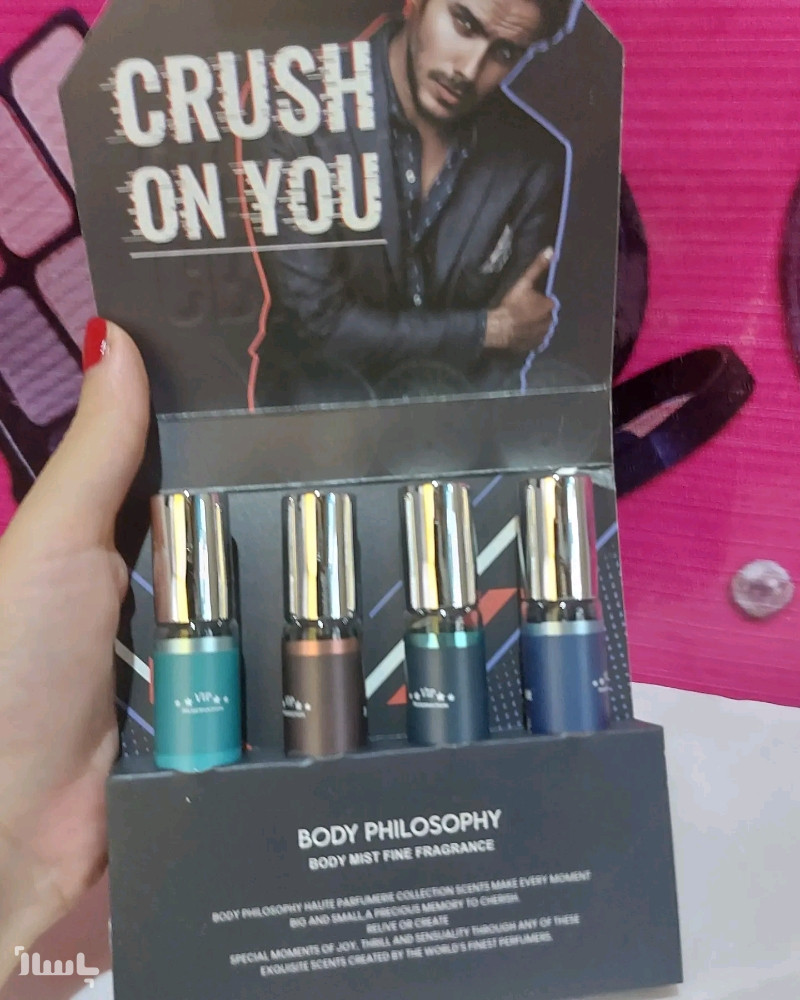 CRUSH
ON YOU
VIP
VIP
VIP
BODY PHILOSOPHY
BODY MIST FINE FRAGRANCE
BODY PHILOSOPHY HAUTE PARFUMERIE COLLECTION SCENTS MAKE EVERY MOMENT
BIG AND SMALL, A PRECIOUS MEMORY TO CHERISH.
RELIVE OR CREATE
SPECIAL MOMENTS OF JOY, THRILL AND SENSUALITY THROUGH ANY OF THESE
EXQUISITE SCENTS CREATED BY THE WORLD'S FINEST PERFUMERS.
پاساژ